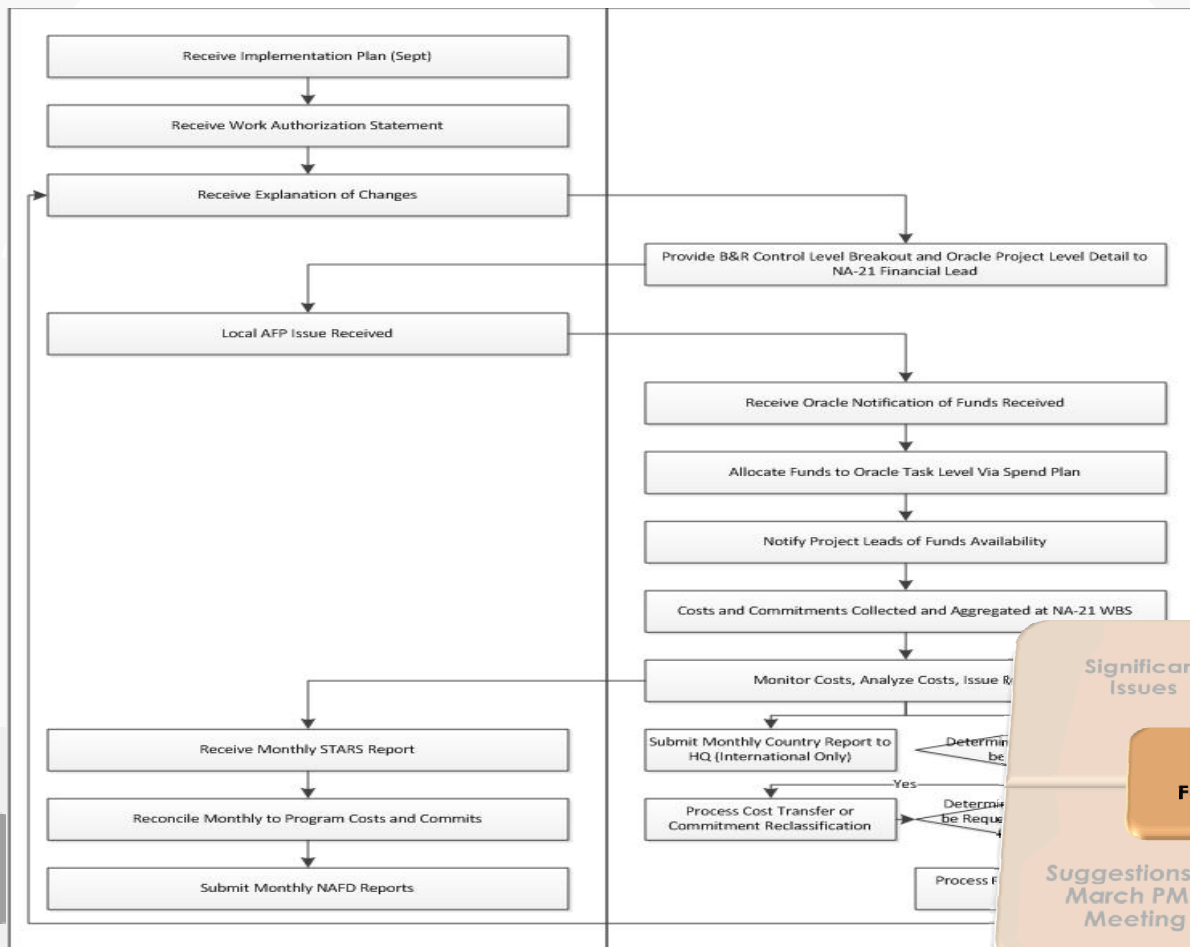 Receive Implementation Plan (Sept)
Receive Work Authorization Statement
Receive Explanation of Changes
Provide B&R Control Level Breakout and Oracle Project Level Detail to
NA-21 Financial Lead
Local AFP Issue Received
Receive Oracle Notification of Funds Received
Allocate Funds to Oracle Task Level Via Spend Plan
Notify Project Leads of Funds Availability
Costs and Commitments Collected and Aggregated at NA-21 WBS
Monitor Costs, Analyze Costs, Issue
Receive Monthly STARS Report
Submit Monthly Country Report to
HQ (International Only)
be
Yes
Reconcile Monthly to Program Costs and Commits
Process Cost Transfer or
Commitment Reclassification
be
Submit Monthly NAFD Reports
Process
Issues
Suggestions
March
Meeting